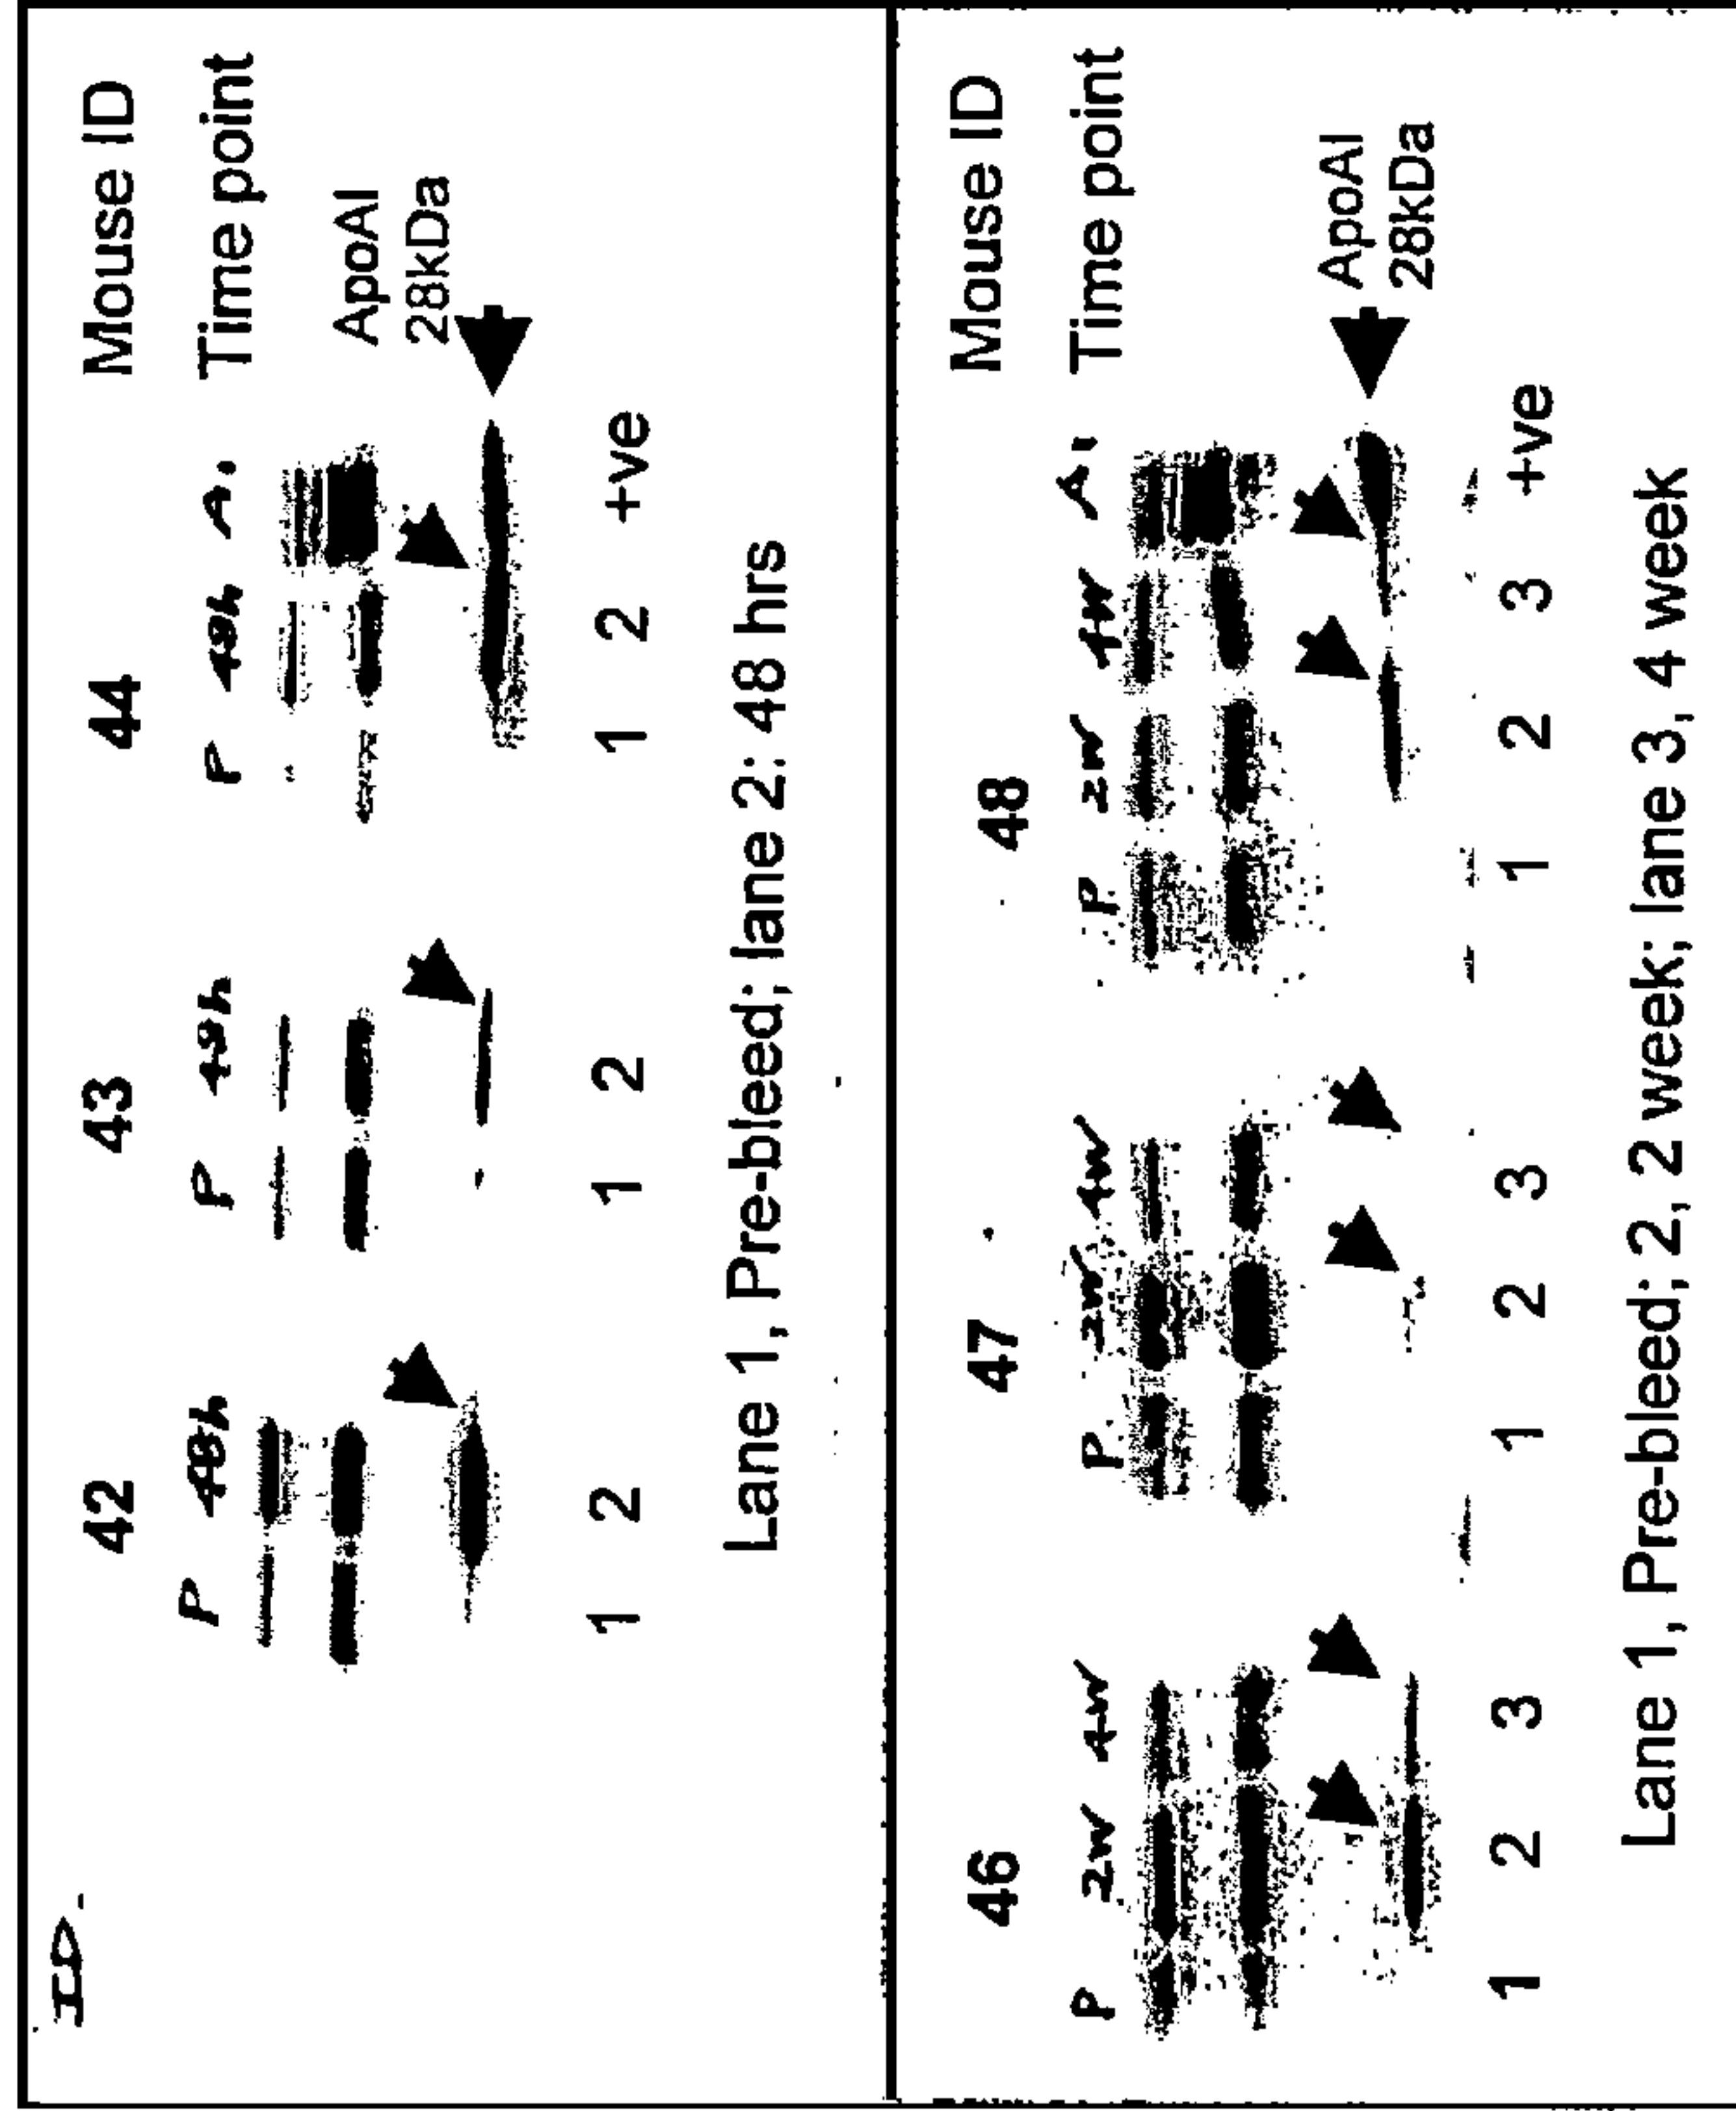 ID.
42 43 44 Mouse ID
P 48h P 48h P 48h A1 Time point
ApoAI
28kDa
1 2 1 2 1 2 +ve
Lane 1, Pre-bleed; lane 2: 48 hrs
46 47 48 Mouse ID
P 2W 4W P. 2W 4W P. 2W 4W A1 Time point
ApoAI
28kDa
1 2 3 1 2 3 1 2 3 +ve
Lane 1, Pre-bleed; 2, 2 week; lane 3, 4 week